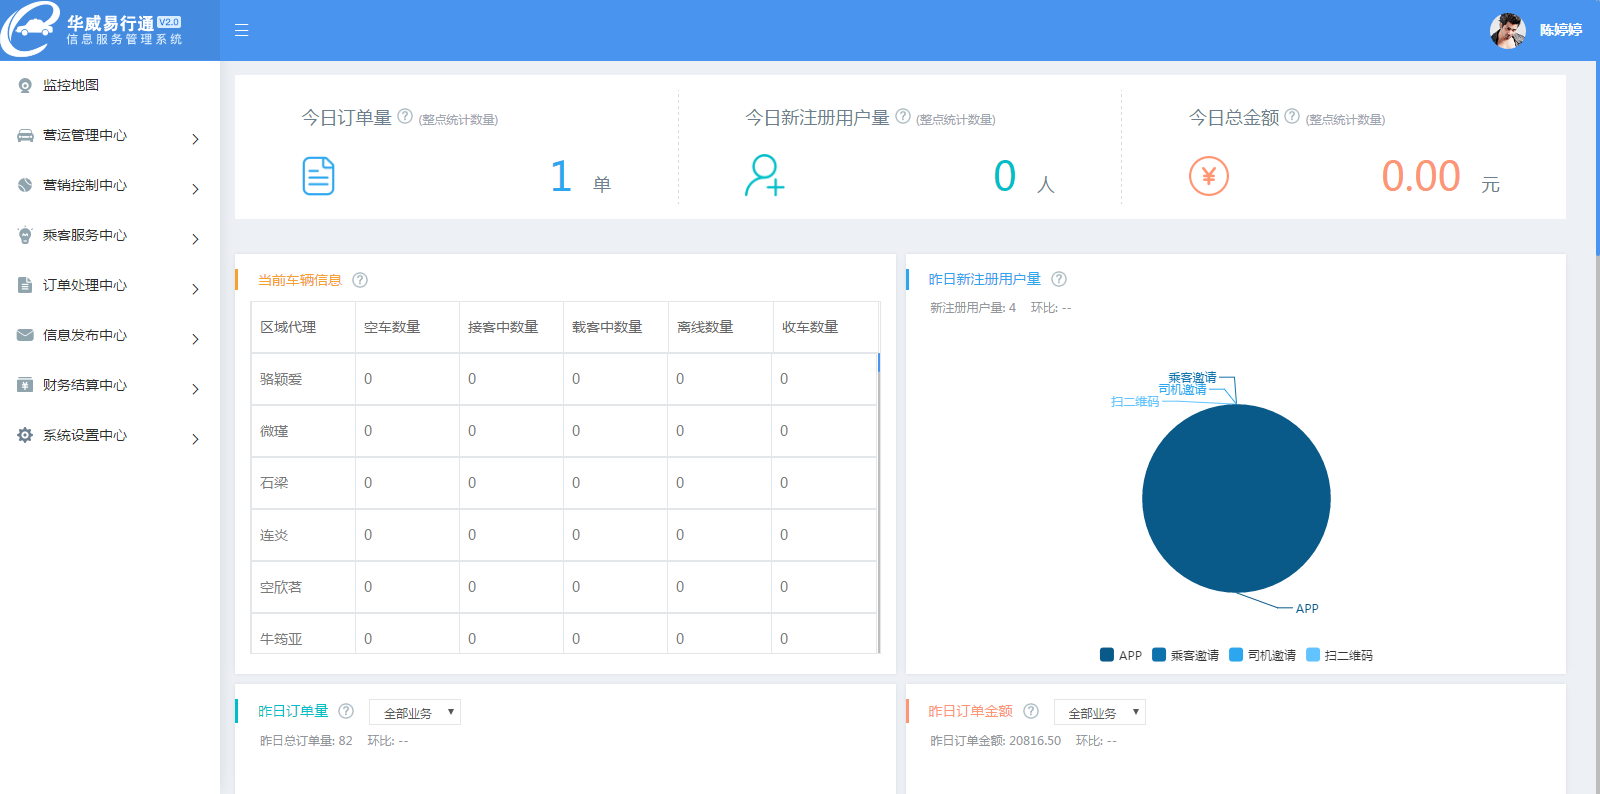 华威易行通 V2.0
信息服务管理系统
陈婷婷
监控地图
营运管理中心
营销控制中心
乘客服务中心
订单处理中心
信息发布中心
财务结算中心
系统设置中心
今日订单量 ? (整点统计数量)
1 单
今日新注册用户量 ? (整点统计数量)
0 人
今日总金额 ? (整点统计数量)
¥ 0.00 元
当前车辆信息 ?
区域代理 空车数量 接客中数量 载客中数量 离线数量 收车数量
骆颖爱 0 0 0 0 0
微瑾 0 0 0 0 0
石梁 0 0 0 0 0
连炎 0 0 0 0 0
空欣茗 0 0 0 0 0
牛筠亚 0 0 0 0 0
昨日新注册用户量 ?
新注册用户量: 4 环比: --
乘客邀请
司机邀请
扫二维码
APP
APP 乘客邀请 司机邀请 扫二维码
昨日订单量 ? 全部业务
昨日总订单量: 82 环比: --
昨日订单金额 ? 全部业务
昨日订单金额: 20816.50 环比: --